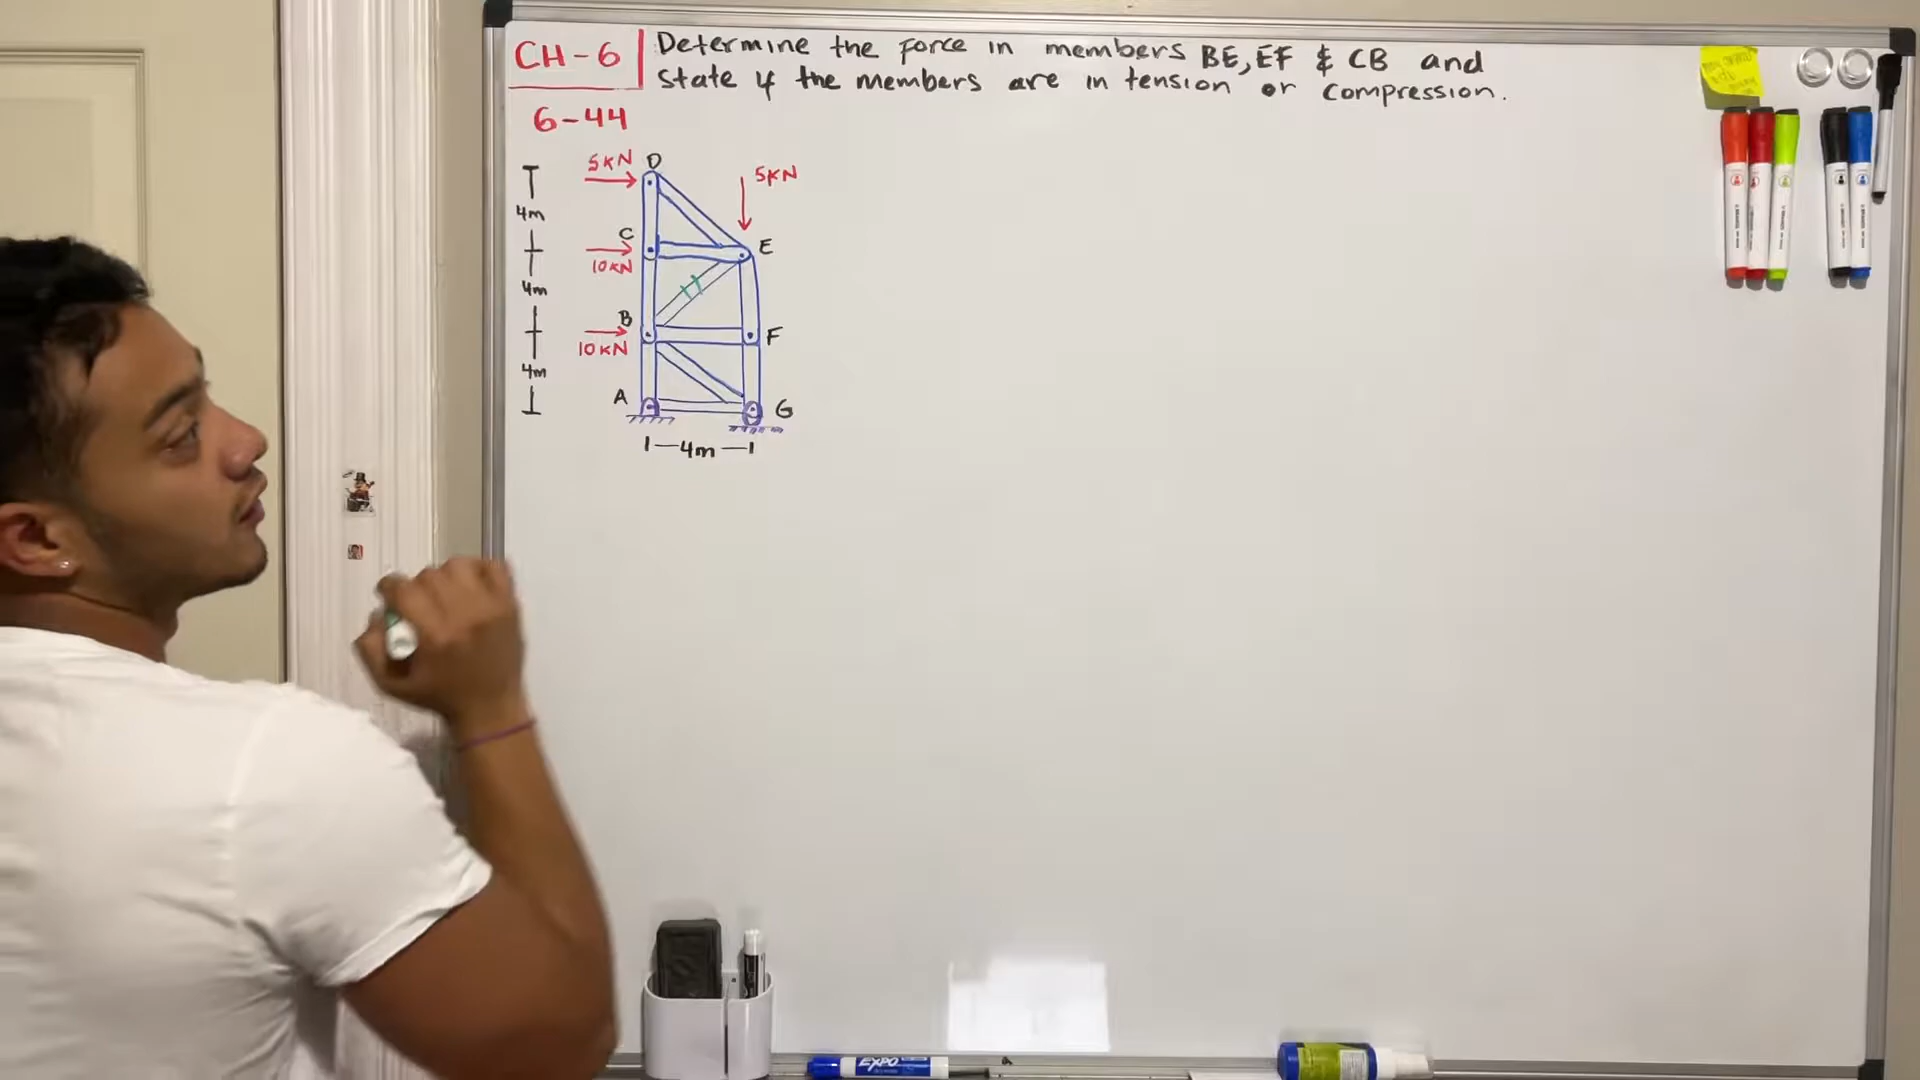 CH-6
Determine the force in members BE, EF & CB and
state if the members are in tension or compression.
6-44
5KN
D
5KN
4m
C
E
10KN
4m
B
F
10KN
4m
A
G
4m
EXPO